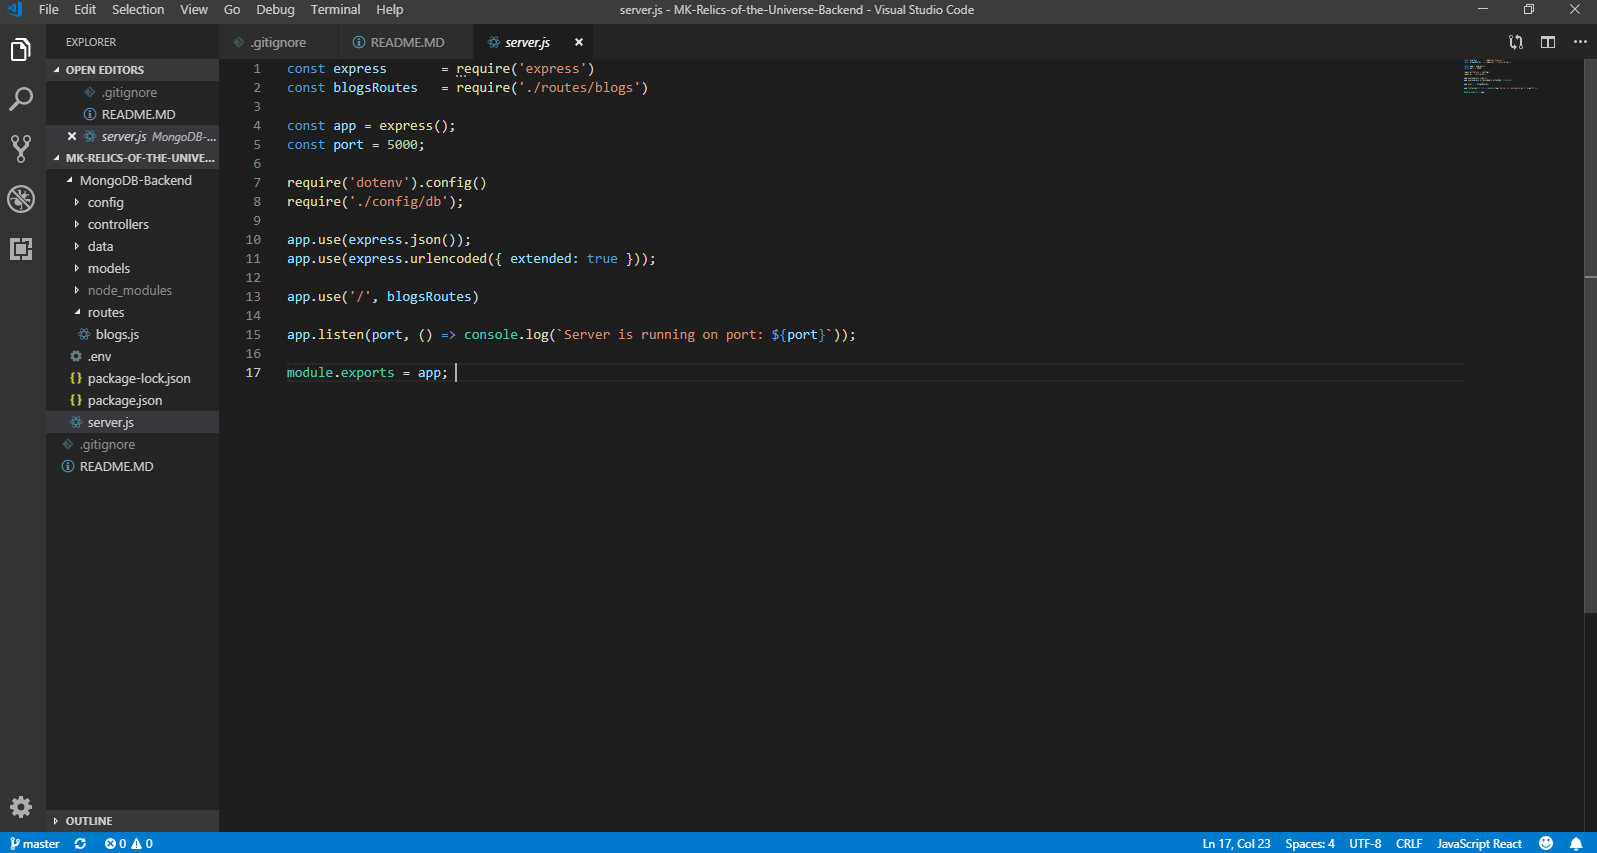 File Edit Selection View Go Debug Terminal Help
server.js - MK-Relics-of-the-Universe-Backend - Visual Studio Code
EXPLORER
OPEN EDITORS
.gitignore
README.MD
server.js MongoDB-...
MK-RELICS-OF-THE-UNIVE...
MongoDB-Backend
config
controllers
data
models
node_modules
routes
blogs.js
.env
package-lock.json
package.json
server.js
.gitignore
README.MD
OUTLINE
.gitignore README.MD server.js
1 const express       = require('express')
2 const blogsRoutes   = require('./routes/blogs')
3
4 const app = express();
5 const port = 5000;
6
7 require('dotenv').config()
8 require('./config/db');
9
10 app.use(express.json());
11 app.use(express.urlencoded({ extended: true }));
12
13 app.use('/', blogsRoutes)
14
15 app.listen(port, () => console.log(`Server is running on port: ${port}`));
16
17 module.exports = app;
master 0 0 Ln 17, Col 23 Spaces: 4 UTF-8 CRLF JavaScript React